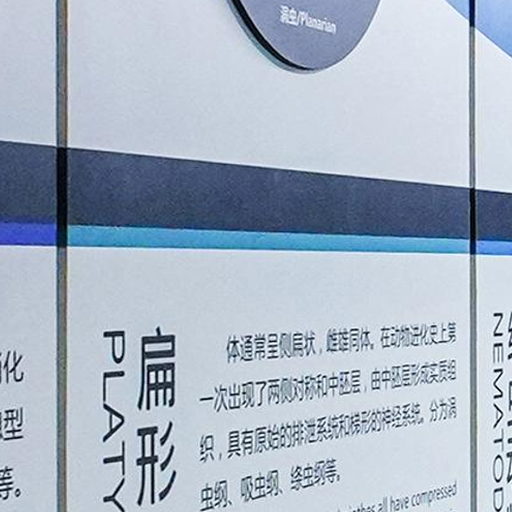 涡虫/Planarian
化
型
等。
扁形
PLATY
体通常呈侧扁状，雌雄同体。在动物进化史上第
一次出现了两侧对称和中胚层，由中胚层形成实质组
织，具有原始的排泄系统和梯形的神经系统。分为涡
虫纲、吸虫纲、绦虫纲等。
all have compressed
NEMATOD